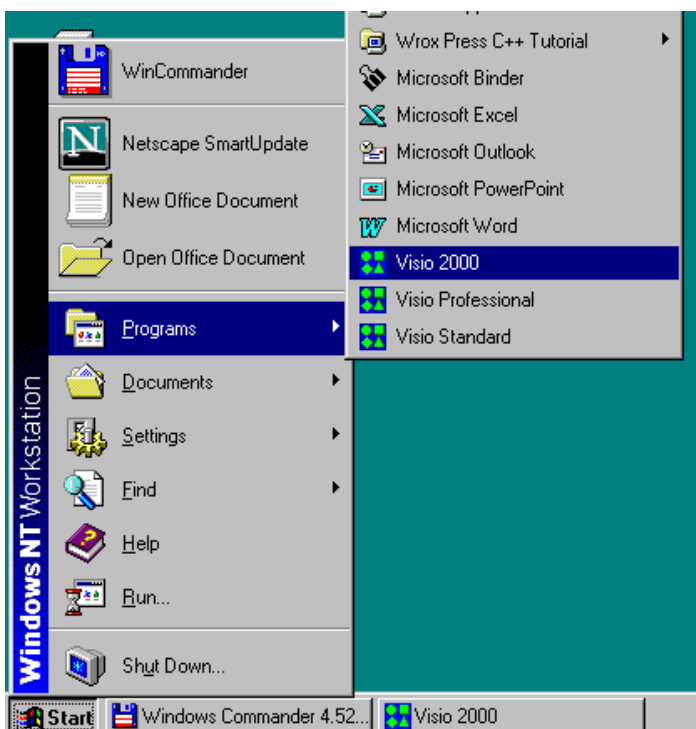 WinCommander
Netscape SmartUpdate
New Office Document
Open Office Document
Programs
Documents
Settings
Find
Help
Run...
Shut Down...
Windows NT Workstation
Wrox Press C++ Tutorial
Microsoft Binder
Microsoft Excel
Microsoft Outlook
Microsoft PowerPoint
Microsoft Word
Visio 2000
Visio Professional
Visio Standard
Start
Windows Commander 4.52...
Visio 2000